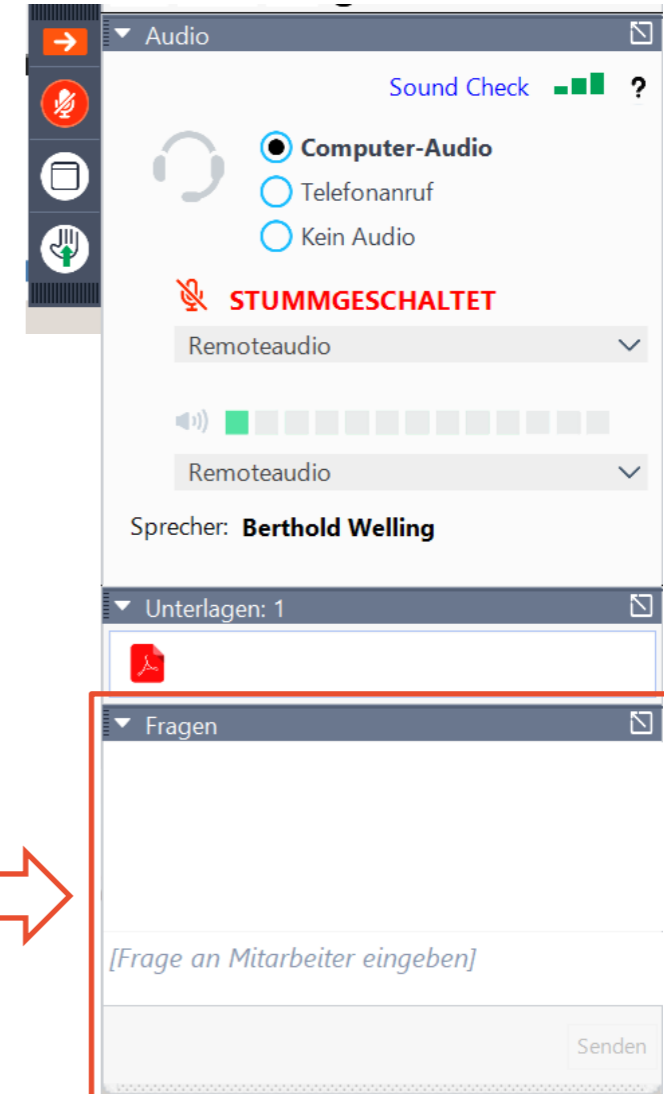 Audio
Sound Check ?
Computer-Audio
Telefonanruf
Kein Audio
STUMMGESCHALTET
Remoteaudio
Remoteaudio
Sprecher: Berthold Welling
Unterlagen: 1
Fragen
[Frage an Mitarbeiter eingeben]
Senden